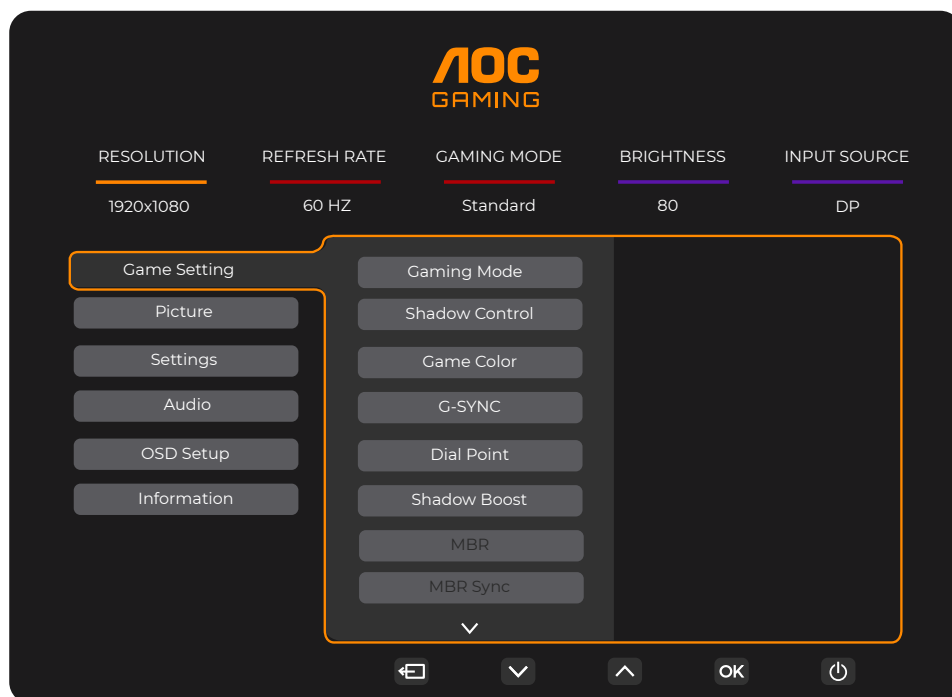 AOC
GAMING
RESOLUTION REFRESH RATE GAMING MODE BRIGHTNESS INPUT SOURCE
1920x1080 60 HZ Standard 80 DP
Game Setting
Picture
Settings
Audio
OSD Setup
Information
Gaming Mode
Shadow Control
Game Color
G-SYNC
Dial Point
Shadow Boost
MBR
MBR Sync
OK